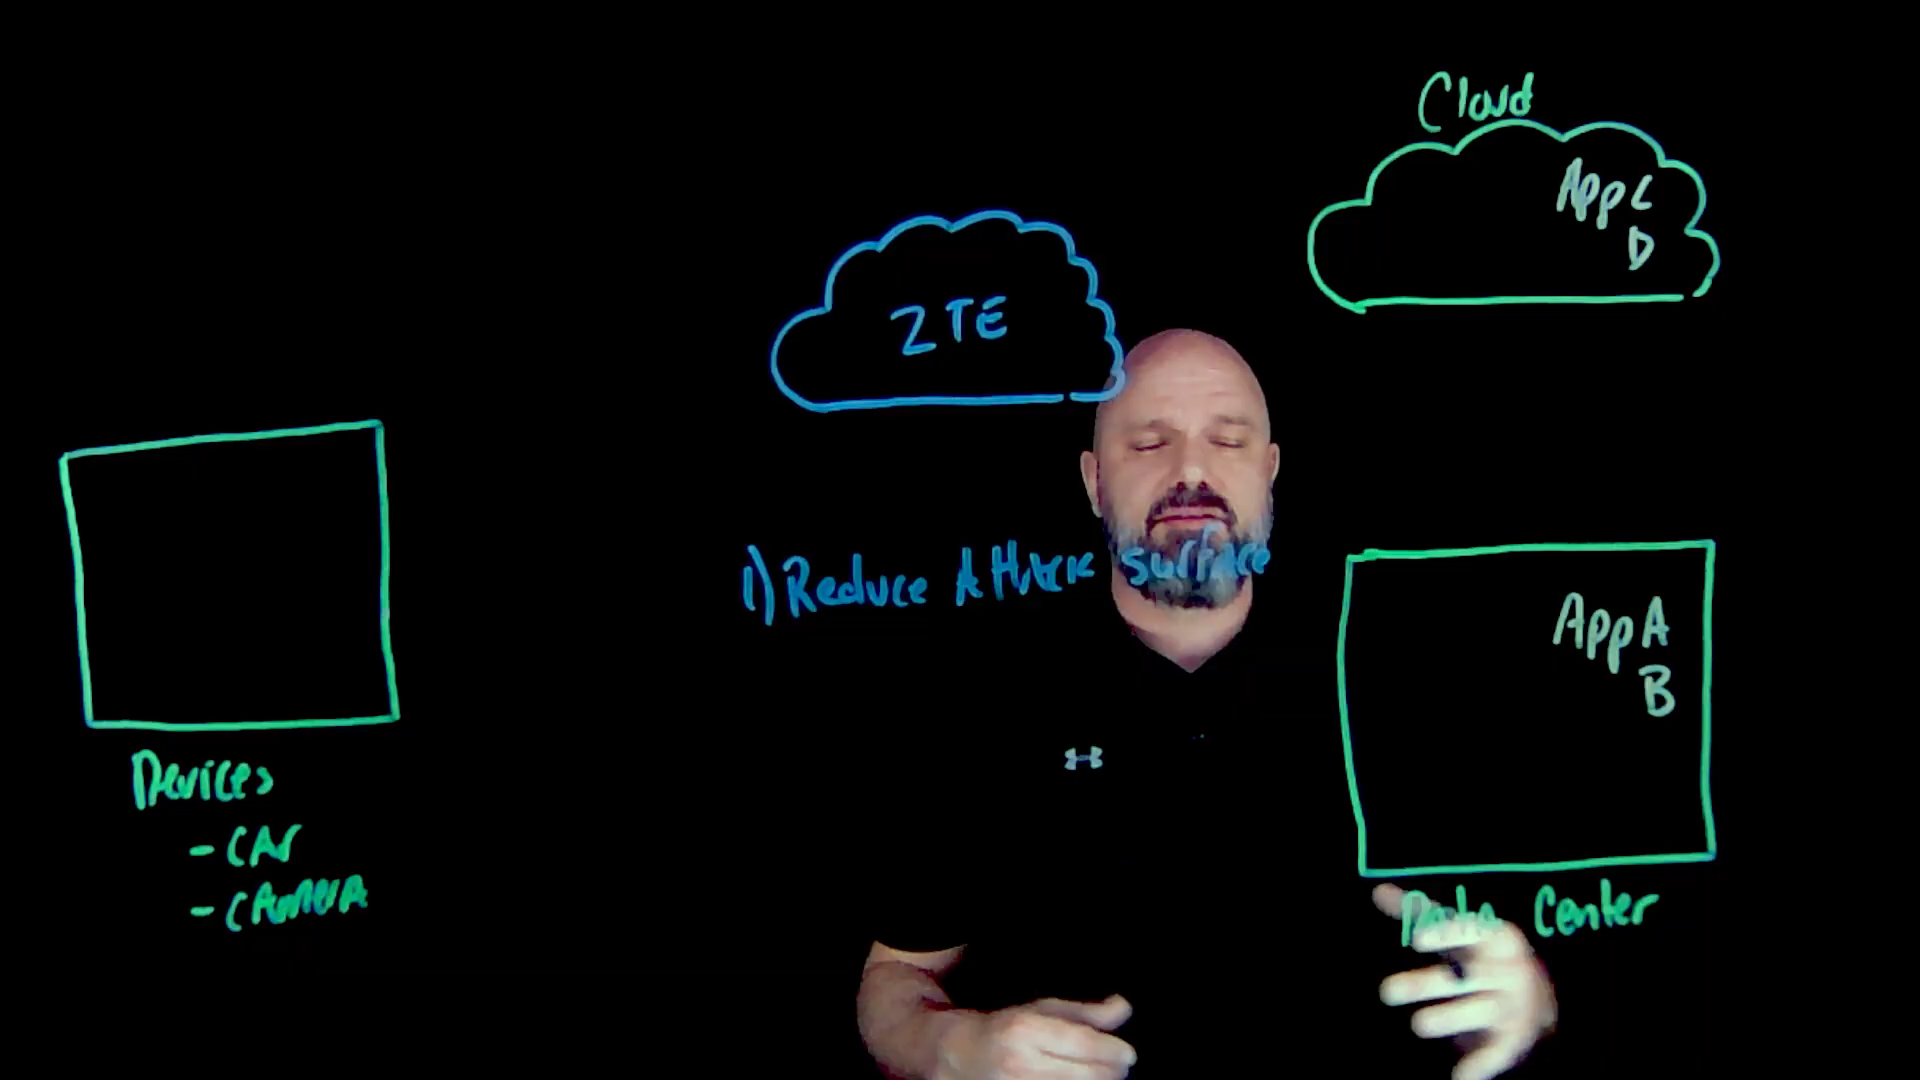 Cloud
App C
D
ZTE
1) Reduce Attack surface
App A
B
Devices
- CAr
- CAMERA
Data Center